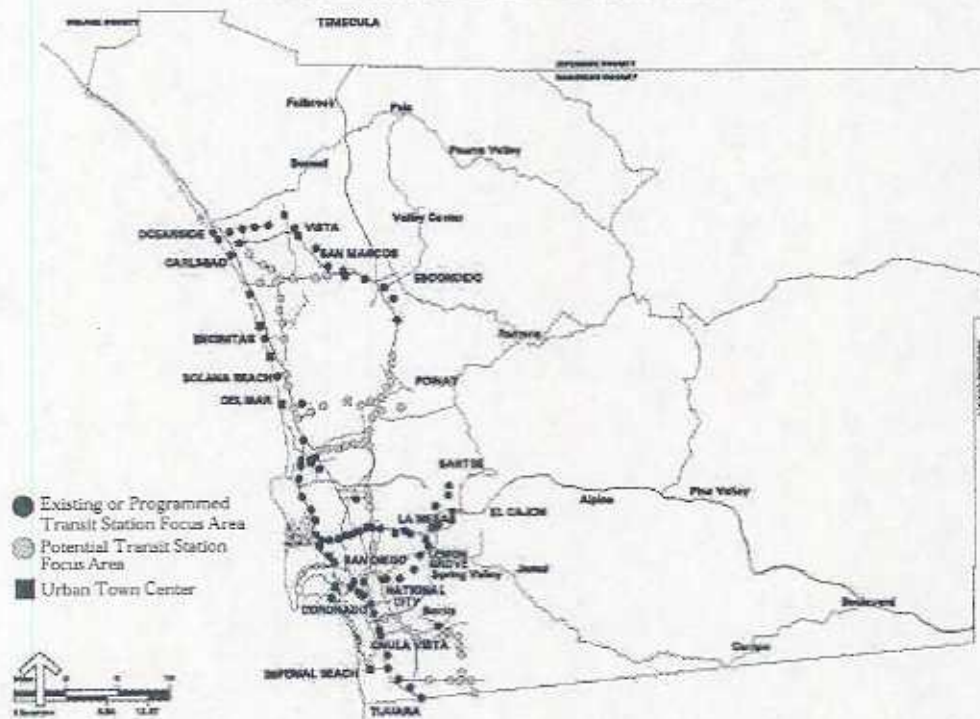 TEMECULA
Fallbrook
Pala
Pauma Valley
Bonsall
Valley Center
OCEANSIDE
VISTA
CARLSBAD
SAN MARCOS
ESCONDIDO
Ramona
ENCINITAS
SOLANA BEACH
POWAY
DEL MAR
SANTEE
Existing or Programmed
Transit Station Focus Area
Potential Transit Station
Focus Area
Urban Town Center
Alpine
Pine Valley
LA MESA
EL CAJON
SAN DIEGO
LEMON
GROVE
Spring Valley
Jamul
NATIONAL
CITY
CORONADO
Bonita
Boulevard
CHULA VISTA
Campo
IMPERIAL BEACH
TIJUANA